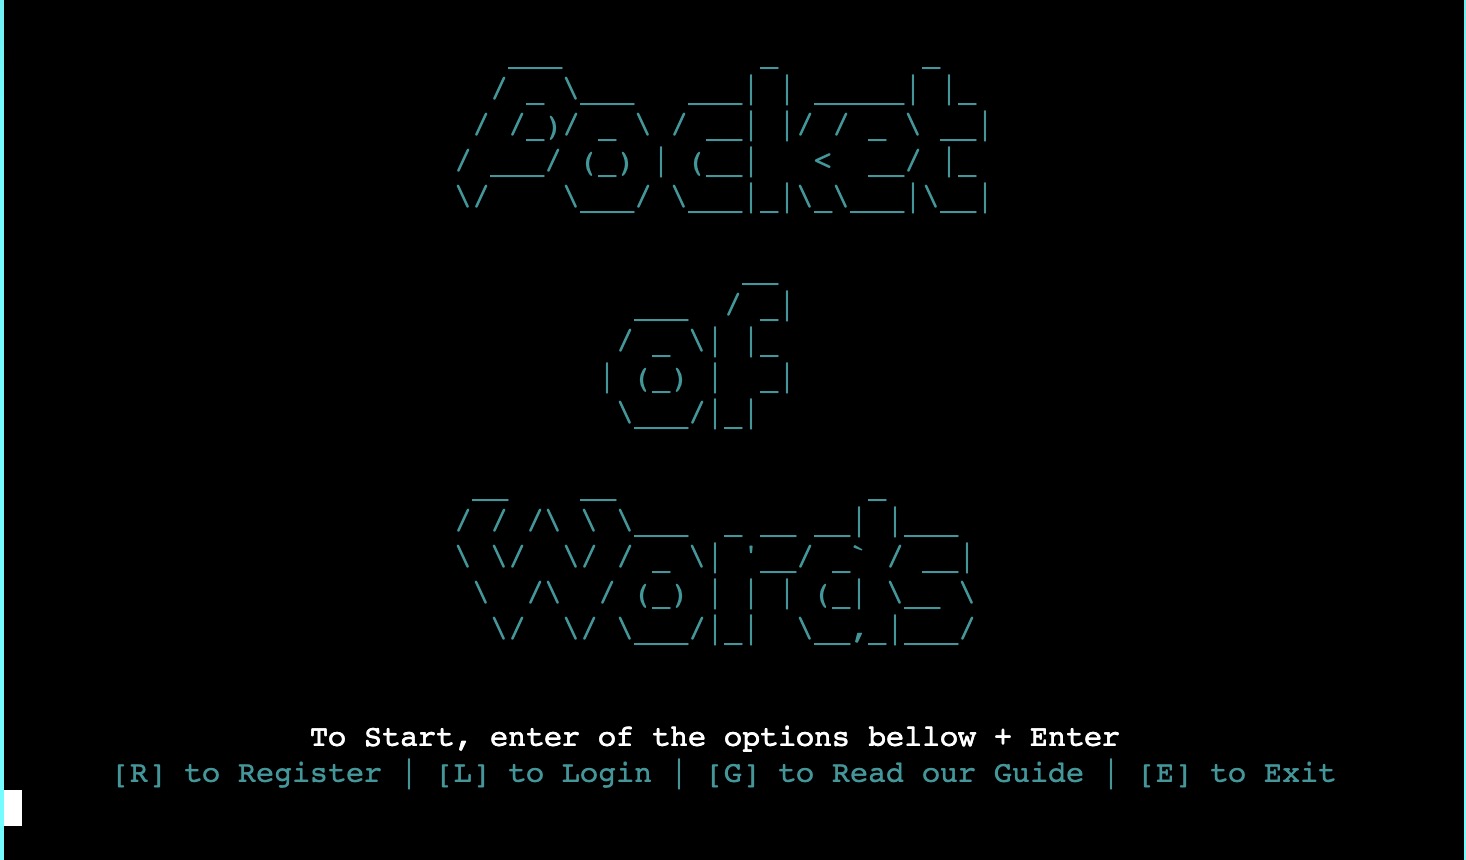 Pocket
of
Words
To Start, enter of the options bellow + Enter
[R] to Register | [L] to Login | [G] to Read our Guide | [E] to Exit